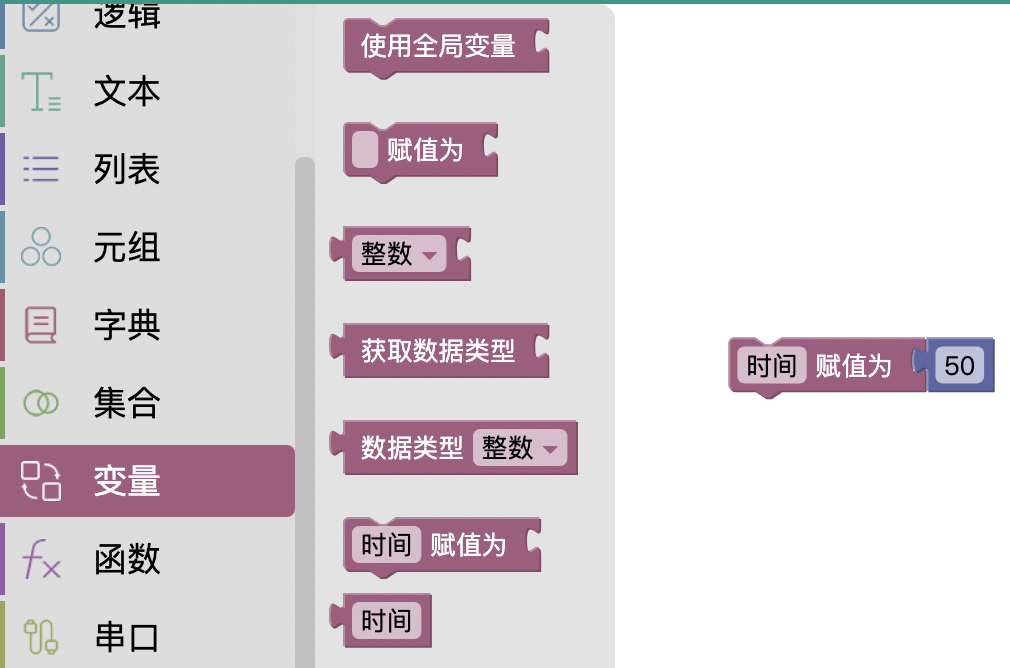 逻辑
文本
列表
元组
字典
集合
变量
函数
串口
使用全局变量
赋值为
整数
获取数据类型
数据类型 整数
时间 赋值为
时间
时间 赋值为 50